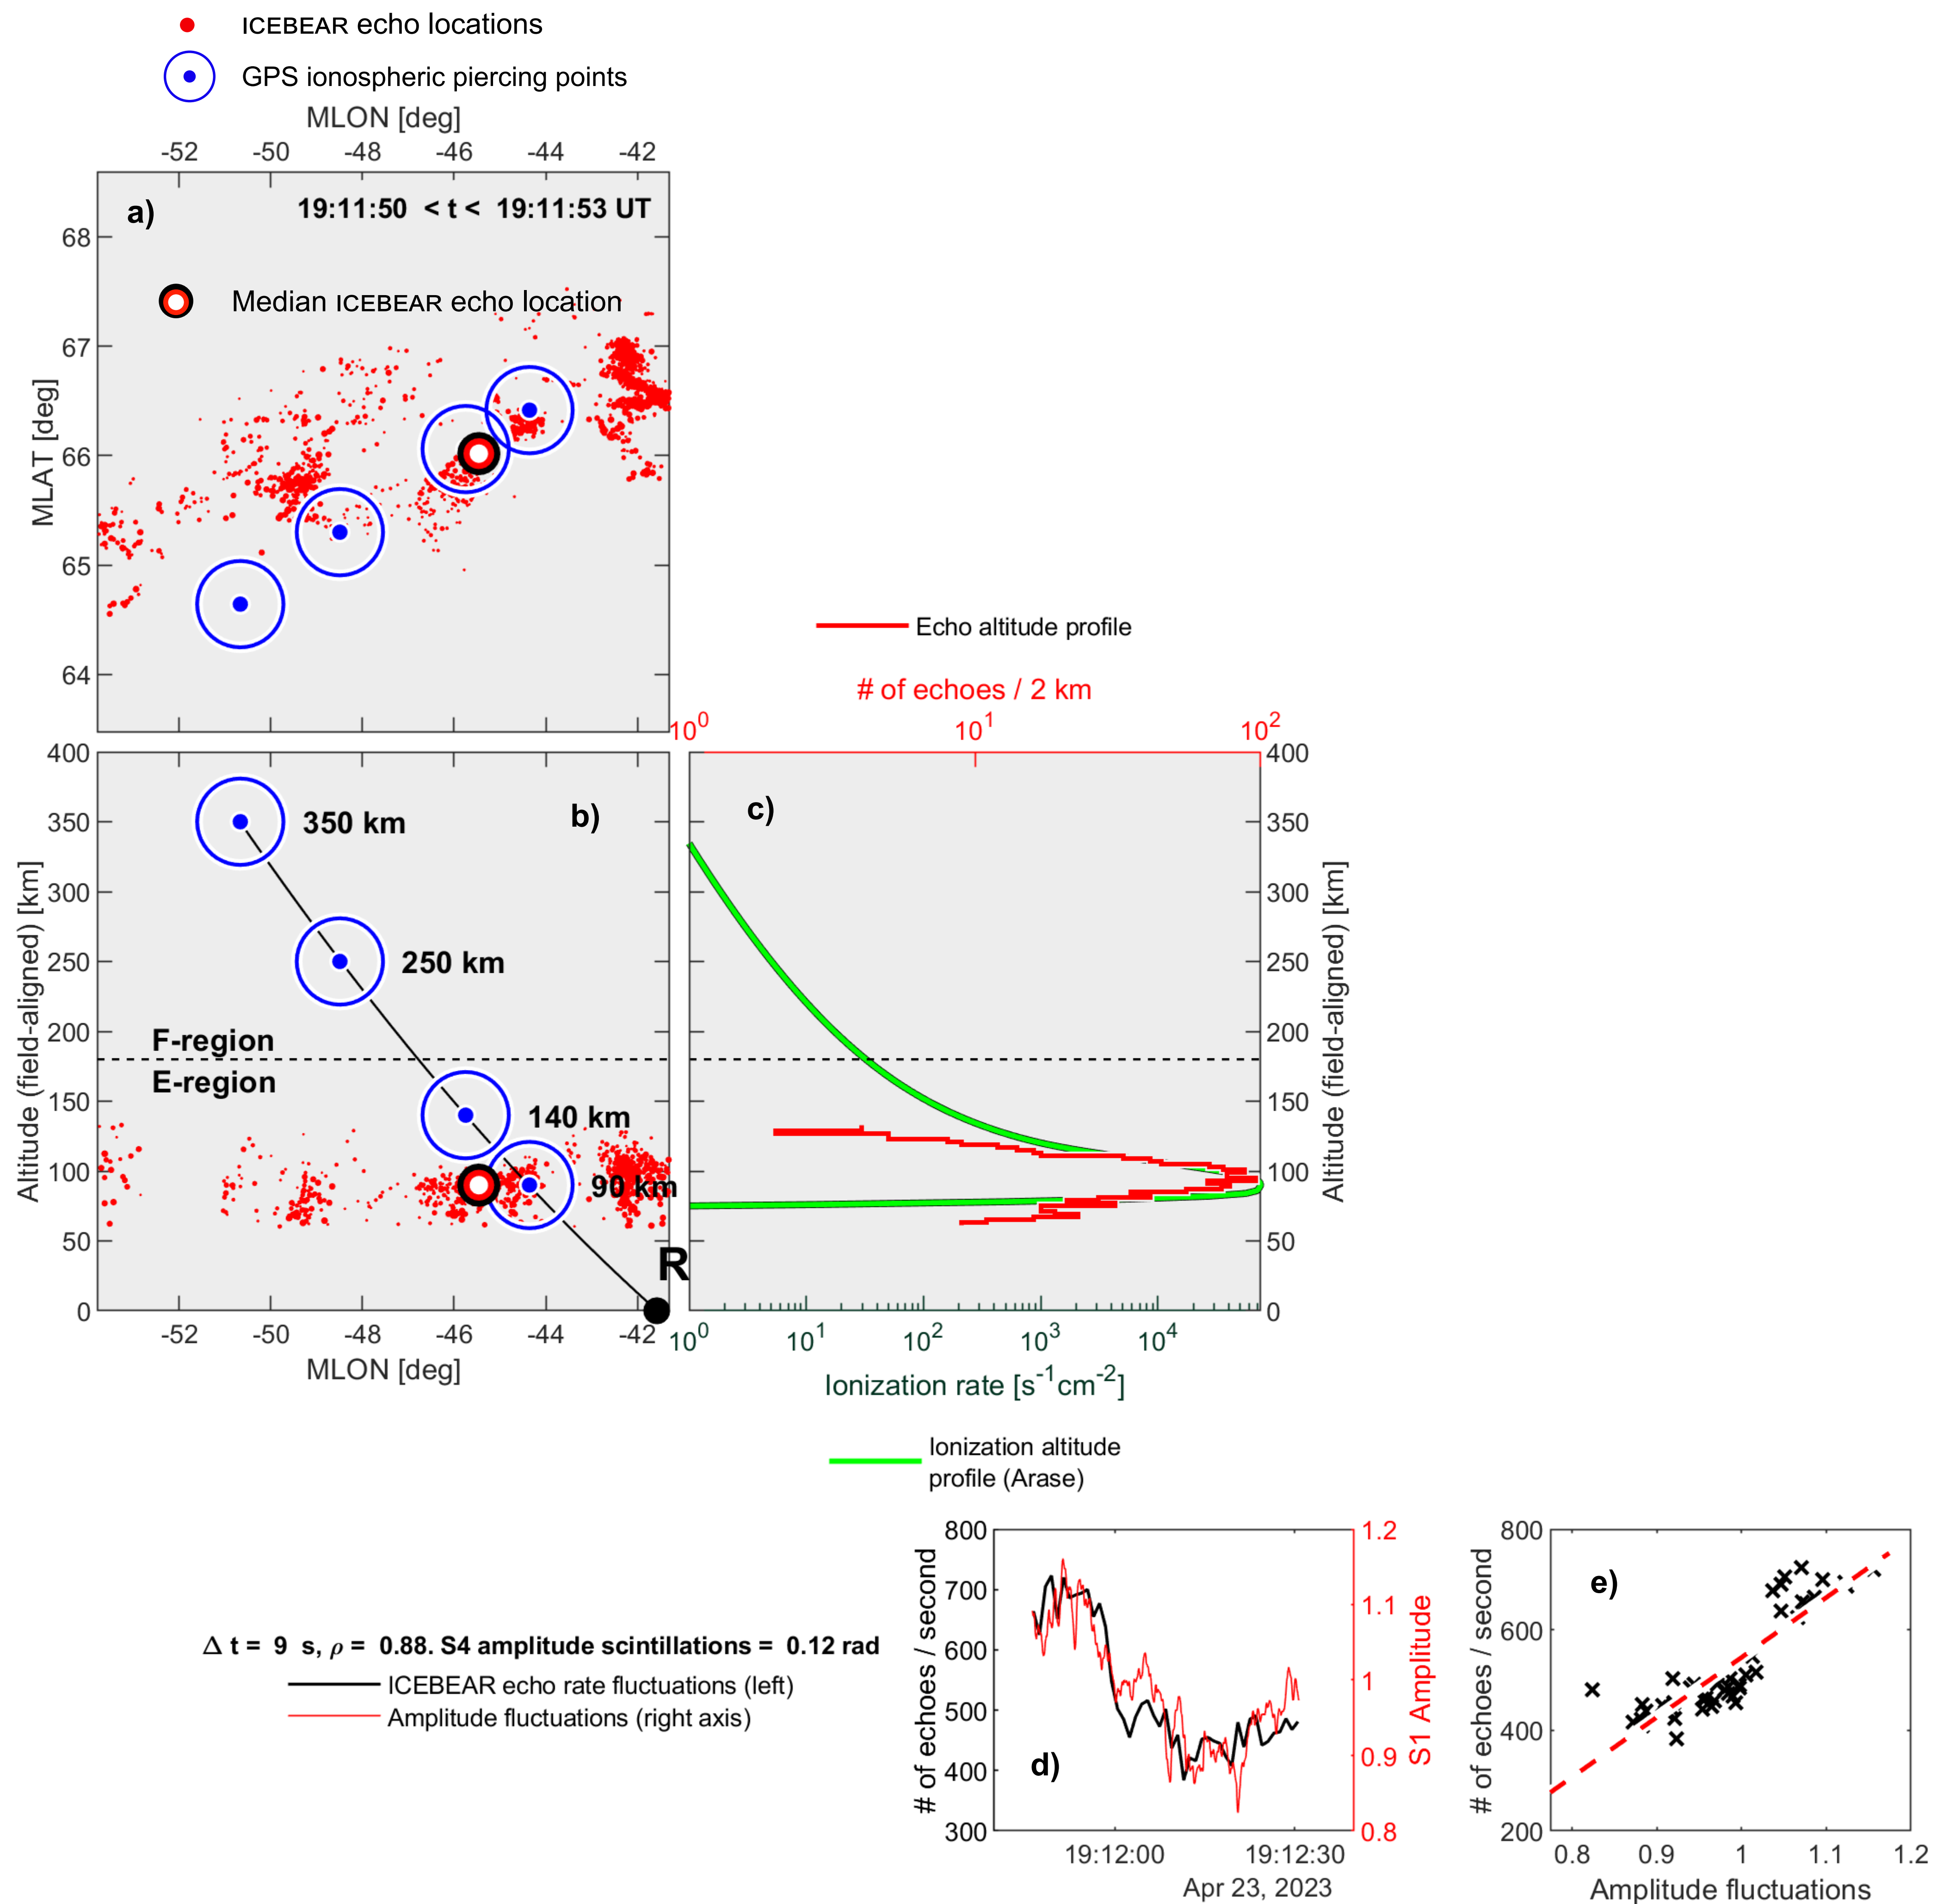 ICEBEAR echo locations
GPS ionospheric piercing points
MLON [deg]
-52 -50 -48 -46 -44 -42
a)
19:11:50 < t < 19:11:53 UT
Median ICEBEAR echo location
68
67
66
65
64
MLAT [deg]
Echo altitude profile
# of echoes / 2 km
10^0 10^1 10^2
400
350
300
250
200
150
100
50
0
Altitude (field-aligned) [km]
b)
350 km
250 km
F-region
E-region
140 km
90 km
R
-52 -50 -48 -46 -44 -42
MLON [deg]
c)
400
350
300
250
200
150
100
50
0
Altitude (field-aligned) [km]
10^0 10^1 10^2 10^3 10^4
Ionization rate [s^-1cm^-2]
Ionization altitude
profile (Arase)
Δ t = 9 s, ρ = 0.88. S4 amplitude scintillations = 0.12 rad
ICEBEAR echo rate fluctuations (left)
Amplitude fluctuations (right axis)
800
700
600
500
400
300
# of echoes / second
d)
1.2
1.1
1
0.9
0.8
S1 Amplitude
19:12:00 19:12:30
Apr 23, 2023
800
600
400
200
# of echoes / second
e)
0.8 0.9 1 1.1 1.2
Amplitude fluctuations